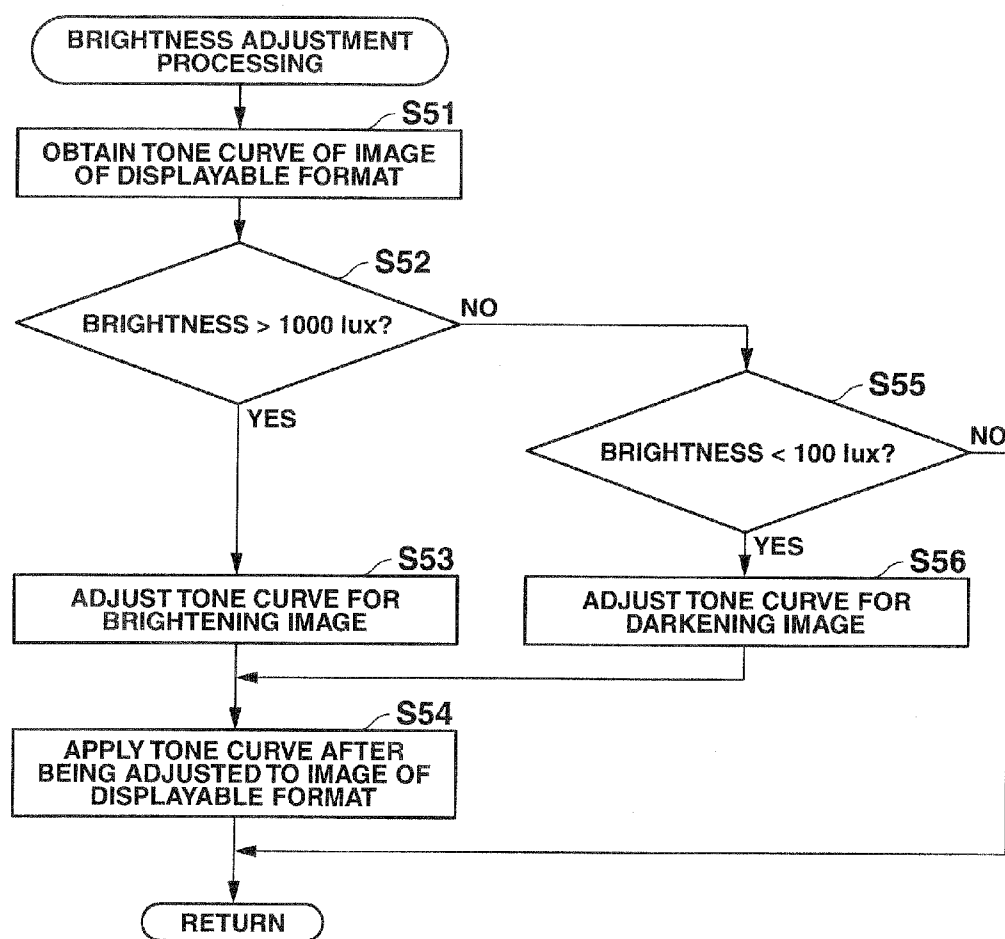 BRIGHTNESS ADJUSTMENT
PROCESSING
S51
OBTAIN TONE CURVE OF IMAGE
OF DISPLAYABLE FORMAT
S52
BRIGHTNESS > 1000 lux?
NO
YES
S55
BRIGHTNESS < 100 lux?
NO
YES
S53
ADJUST TONE CURVE FOR
BRIGHTENING IMAGE
S56
ADJUST TONE CURVE FOR
DARKENING IMAGE
S54
APPLY TONE CURVE AFTER
BEING ADJUSTED TO IMAGE OF
DISPLAYABLE FORMAT
RETURN